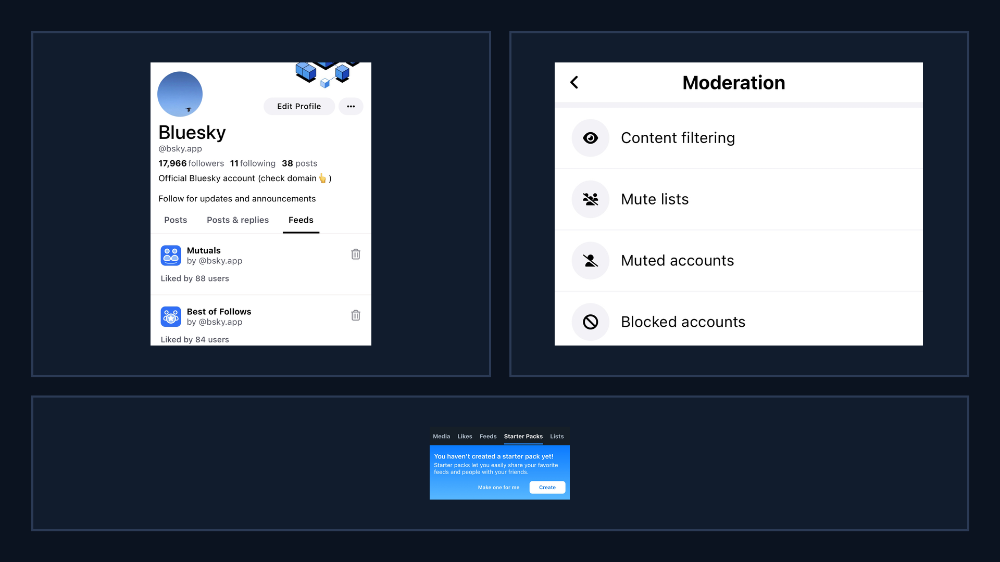 Edit Profile
Bluesky
@bsky.app
17,966 followers 11 following 38 posts
Official Bluesky account (check domain👆)
Follow for updates and announcements
Posts Posts & replies Feeds
Mutuals
by @bsky.app
Liked by 88 users
Best of Follows
by @bsky.app
Liked by 84 users
Moderation
Content filtering
Mute lists
Muted accounts
Blocked accounts
Media Likes Feeds Starter Packs Lists
You haven't created a starter pack yet!
Starter packs let you easily share your favorite
feeds and people with your friends.
Make one for me Create